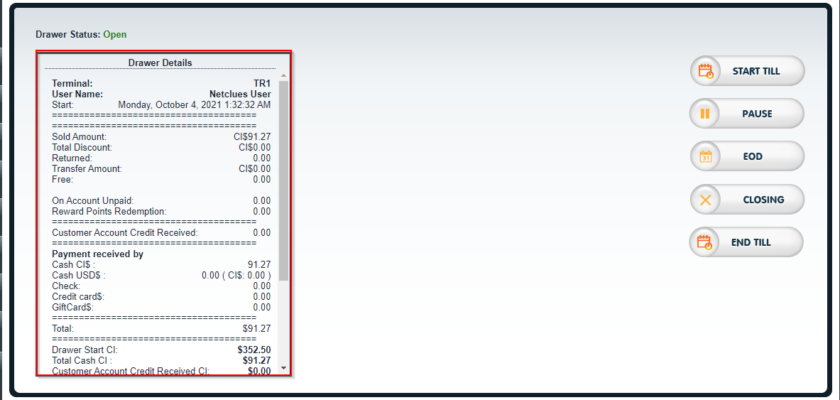 Drawer Status: Open
Drawer Details
Terminal: TR1
User Name: Netclues User
Start: Monday, October 4, 2021 1:32:32 AM
=======================================
=======================================
Sold Amount: CI$91.27
Total Discount: CI$0.00
Returned: 0.00
Transfer Amount: CI$0.00
Free: 0.00
On Account Unpaid: 0.00
Reward Points Redemption: 0.00
=======================================
Customer Account Credit Received: 0.00
=======================================
Payment received by
Cash CI$ : 91.27
Cash USD$ : 0.00 ( CI$: 0.00 )
Check: 0.00
Credit card$: 0.00
GiftCard$: 0.00
=======================================
Total: $91.27
=======================================
Drawer Start CI: $352.50
Total Cash CI : $91.27
Customer Account Credit Received CI: $0.00
START TILL
PAUSE
31 EOD
CLOSING
END TILL